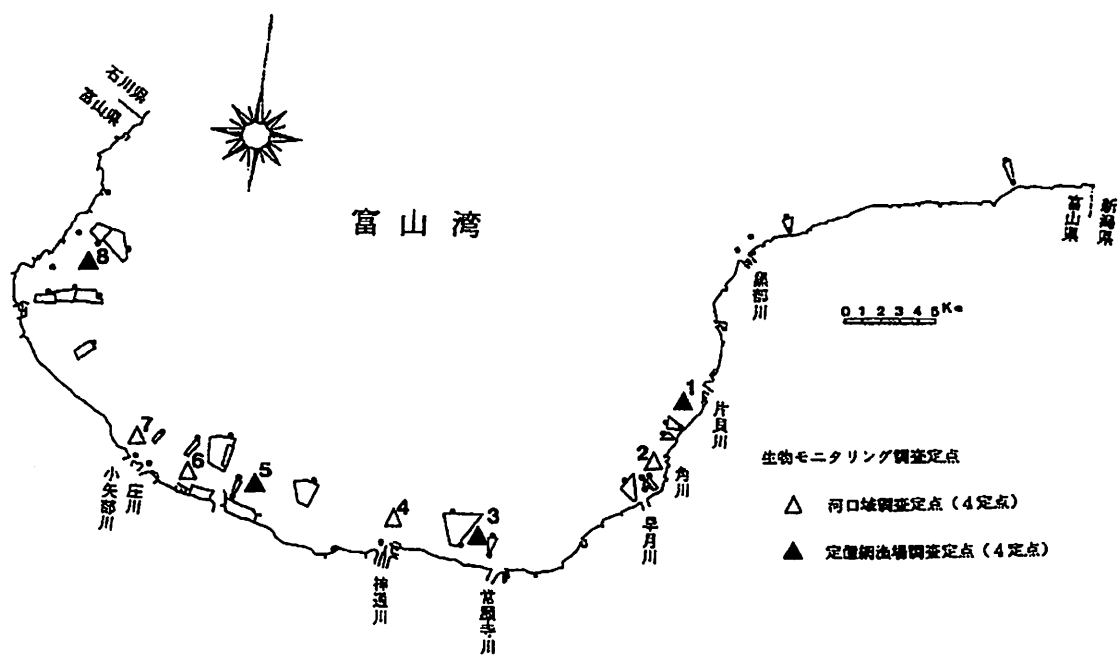 石川県
富山県
富山湾
新潟県
富山県
黒部川
0 1 2 3 4 5 Km
1
片貝川
2
角川
早月川
3
常願寺川
4
神通川
5
6
7
庄川
小矢部川
8
生物モニタリング調査定点
△ 河口域調査定点（4定点）
▲ 定置網漁場調査定点（4定点）